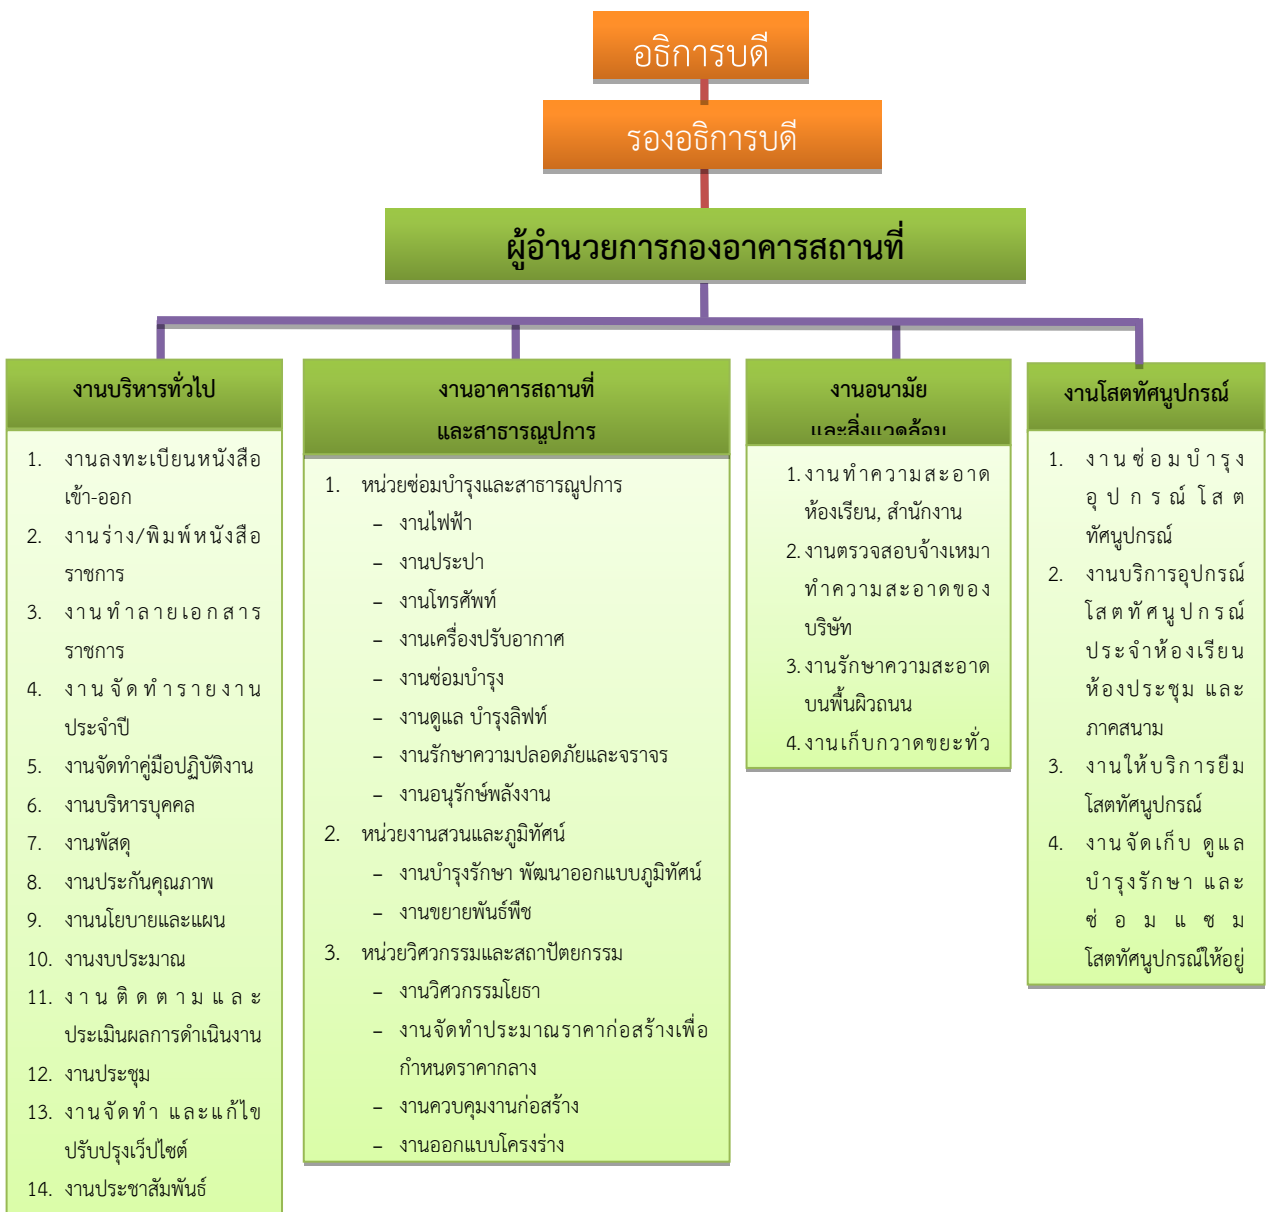 อธิการบดี
รองอธิการบดี
ผู้อำนวยการกองอาคารสถานที่
งานบริหารทั่วไป
1. งานลงทะเบียนหนังสือ
เข้า-ออก
2. งานร่าง/พิมพ์หนังสือ
ราชการ
3. งานทำลายเอกสาร
ราชการ
4. งานจัดทำรายงาน
ประจำปี
5. งานจัดทำคู่มือปฏิบัติงาน
6. งานบริหารบุคคล
7. งานพัสดุ
8. งานประกันคุณภาพ
9. งานนโยบายและแผน
10. งานงบประมาณ
11. งานติดตามและ
ประเมินผลการดำเนินงาน
12. งานประชุม
13. งานจัดทำ และแก้ไข
ปรับปรุงเว็ปไซต์
14. งานประชาสัมพันธ์
งานอาคารสถานที่
และสาธารณูปการ
1. หน่วยซ่อมบำรุงและสาธารณูปการ
– งานไฟฟ้า
– งานประปา
– งานโทรศัพท์
– งานเครื่องปรับอากาศ
– งานซ่อมบำรุง
– งานดูแล บำรุงลิฟท์
– งานรักษาความปลอดภัยและจราจร
– งานอนุรักษ์พลังงาน
2. หน่วยงานสวนและภูมิทัศน์
– งานบำรุงรักษา พัฒนาออกแบบภูมิทัศน์
– งานขยายพันธ์พืช
3. หน่วยวิศวกรรมและสถาปัตยกรรม
– งานวิศวกรรมโยธา
– งานจัดทำประมาณราคาก่อสร้างเพื่อ
กำหนดราคากลาง
– งานควบคุมงานก่อสร้าง
– งานออกแบบโครงร่าง
งานอนามัย
และสิ่งแวดล้อม
1. งานทำความสะอาด
ห้องเรียน, สำนักงาน
2. งานตรวจสอบจ้างเหมา
ทำความสะอาดของ
บริษัท
3. งานรักษาความสะอาด
บนพื้นผิวถนน
4. งานเก็บกวาดขยะทั่ว
งานโสตทัศนูปกรณ์
1. งานซ่อมบำรุง
อุปกรณ์โสต
ทัศนูปกรณ์
2. งานบริการอุปกรณ์
โสตทัศนูปกรณ์
ประจำห้องเรียน
ห้องประชุม และ
ภาคสนาม
3. งานให้บริการยืม
โสตทัศนูปกรณ์
4. งานจัดเก็บ ดูแล
บำรุงรักษา และ
ซ่อมแซม
โสตทัศนูปกรณ์ให้อยู่